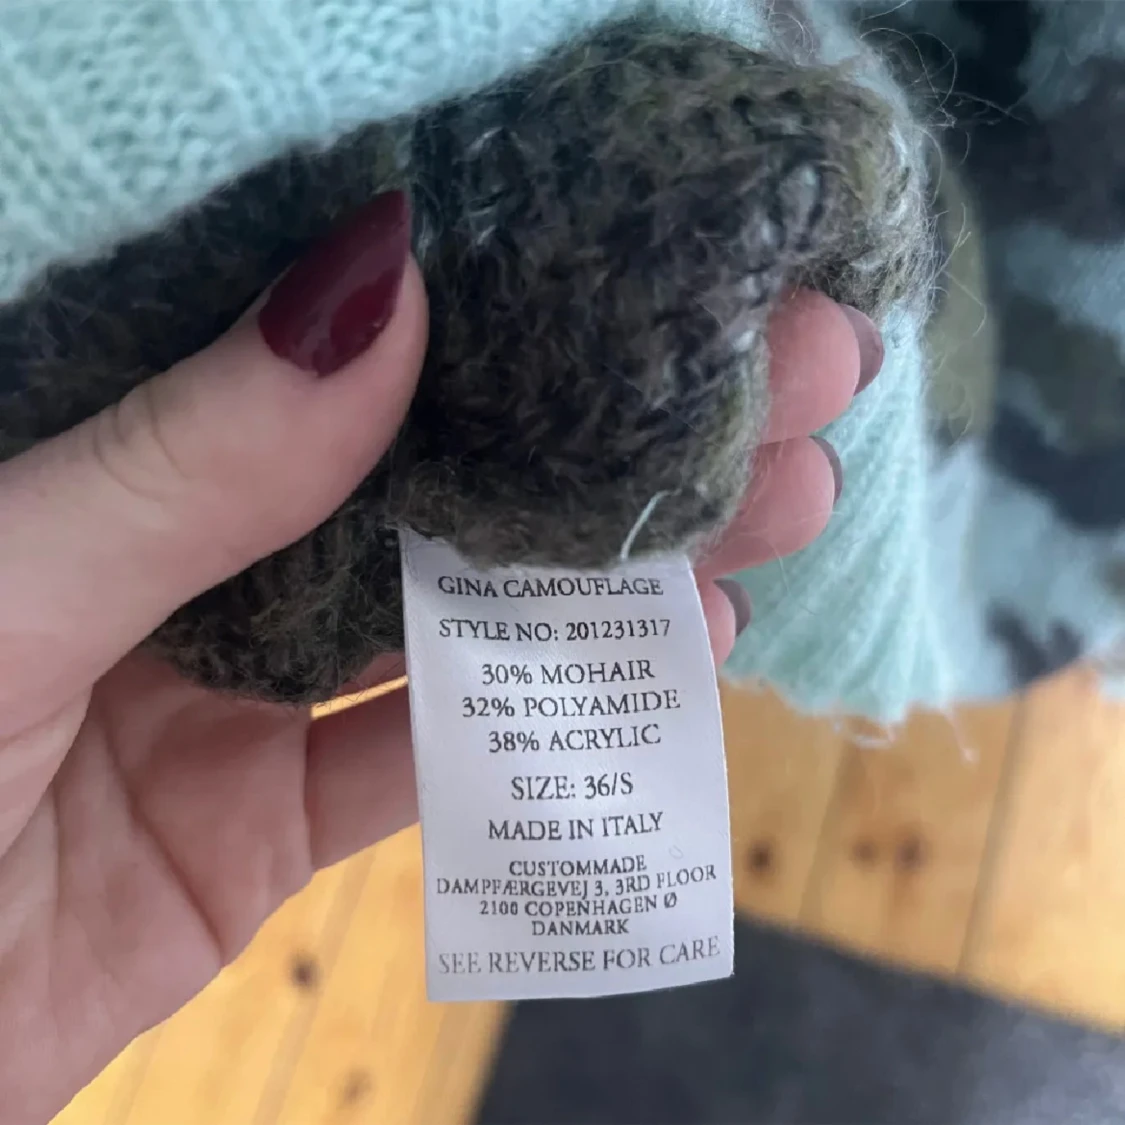 GINA CAMOUFLAGE
STYLE NO: 201231317
30% MOHAIR
32% POLYAMIDE
38% ACRYLIC
SIZE: 36/S
MADE IN ITALY
CUSTOMMADE
DAMPFÆRGEVEJ 3, 3RD FLOOR
2100 COPENHAGEN Ø
DANMARK
SEE REVERSE FOR CARE